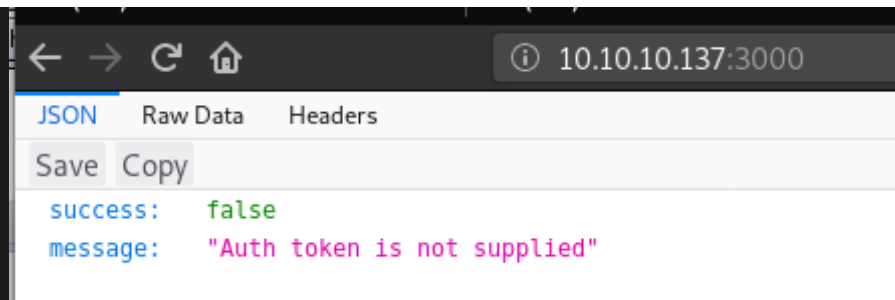 10.10.10.137:3000
JSON Raw Data Headers
Save Copy
success: false
message: "Auth token is not supplied"